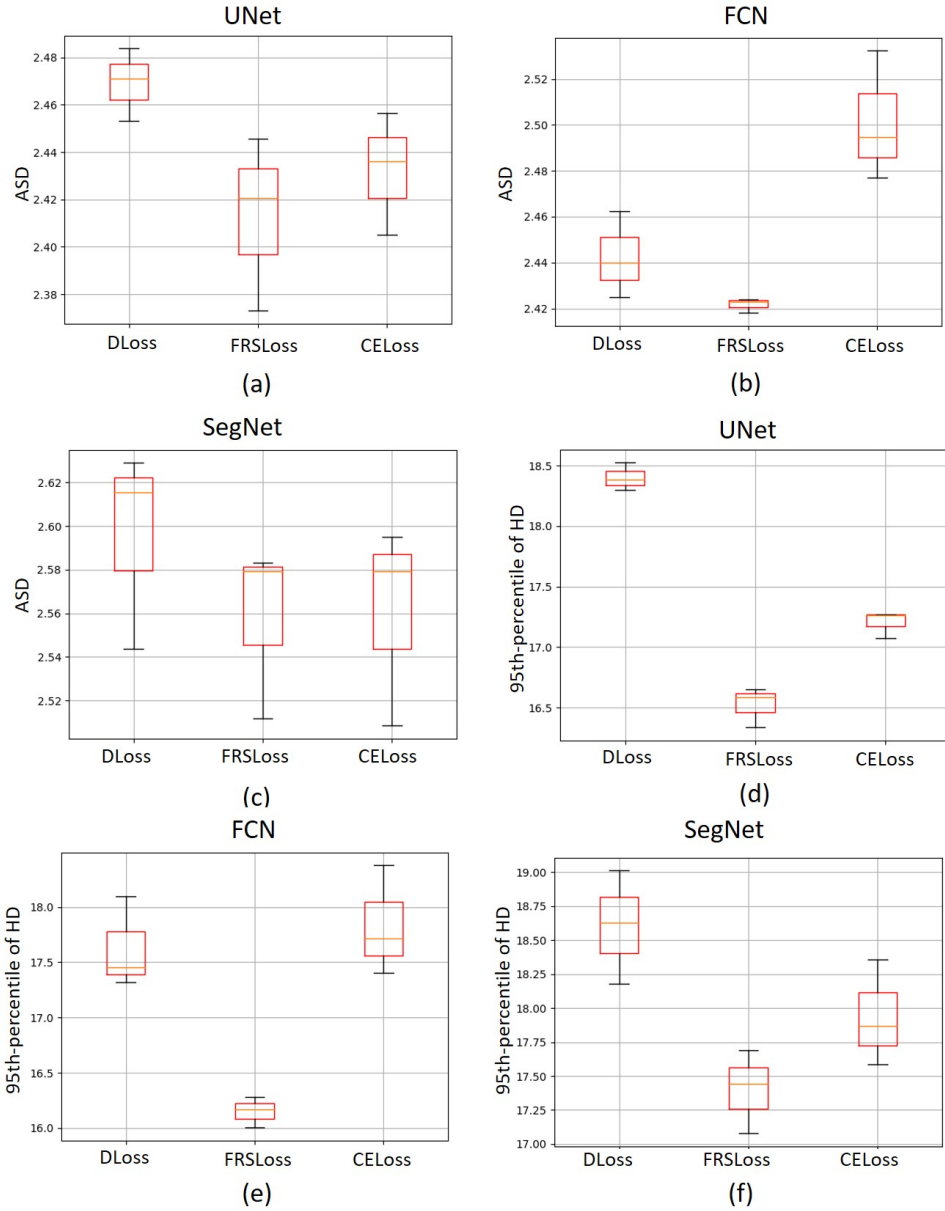 UNet
ASD
2.48
2.46
2.44
2.42
2.40
2.38
DLoss FRSLoss CELoss
(a)
FCN
ASD
2.52
2.50
2.48
2.46
2.44
2.42
DLoss FRSLoss CELoss
(b)
SegNet
ASD
2.62
2.60
2.58
2.56
2.54
2.52
DLoss FRSLoss CELoss
(c)
UNet
95th-percentile of HD
18.5
18.0
17.5
17.0
16.5
DLoss FRSLoss CELoss
(d)
FCN
95th-percentile of HD
18.0
17.5
17.0
16.5
16.0
DLoss FRSLoss CELoss
(e)
SegNet
95th-percentile of HD
19.00
18.75
18.50
18.25
18.00
17.75
17.50
17.25
17.00
DLoss FRSLoss CELoss
(f)